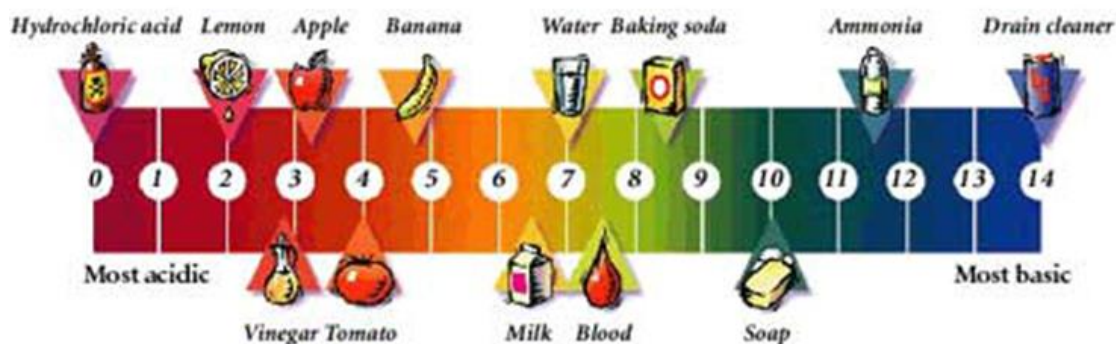 Hydrochloric acid Lemon Apple Banana Water Baking soda Ammonia Drain cleaner
0 1 2 3 4 5 6 7 8 9 10 11 12 13 14
Most acidic Most basic
Vinegar Tomato Milk Blood Soap